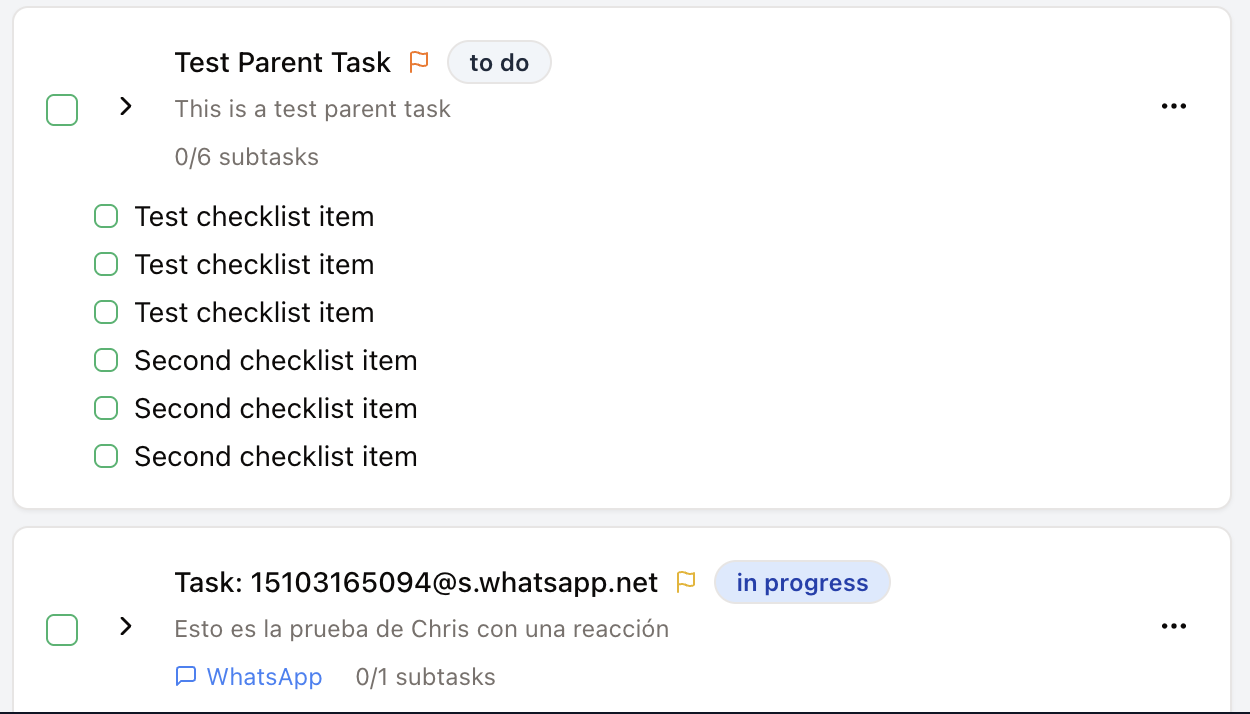 Test Parent Task to do
This is a test parent task
0/6 subtasks
Test checklist item
Test checklist item
Test checklist item
Second checklist item
Second checklist item
Second checklist item
Task: 15103165094@s.whatsapp.net in progress
Esto es la prueba de Chris con una reacción
WhatsApp 0/1 subtasks